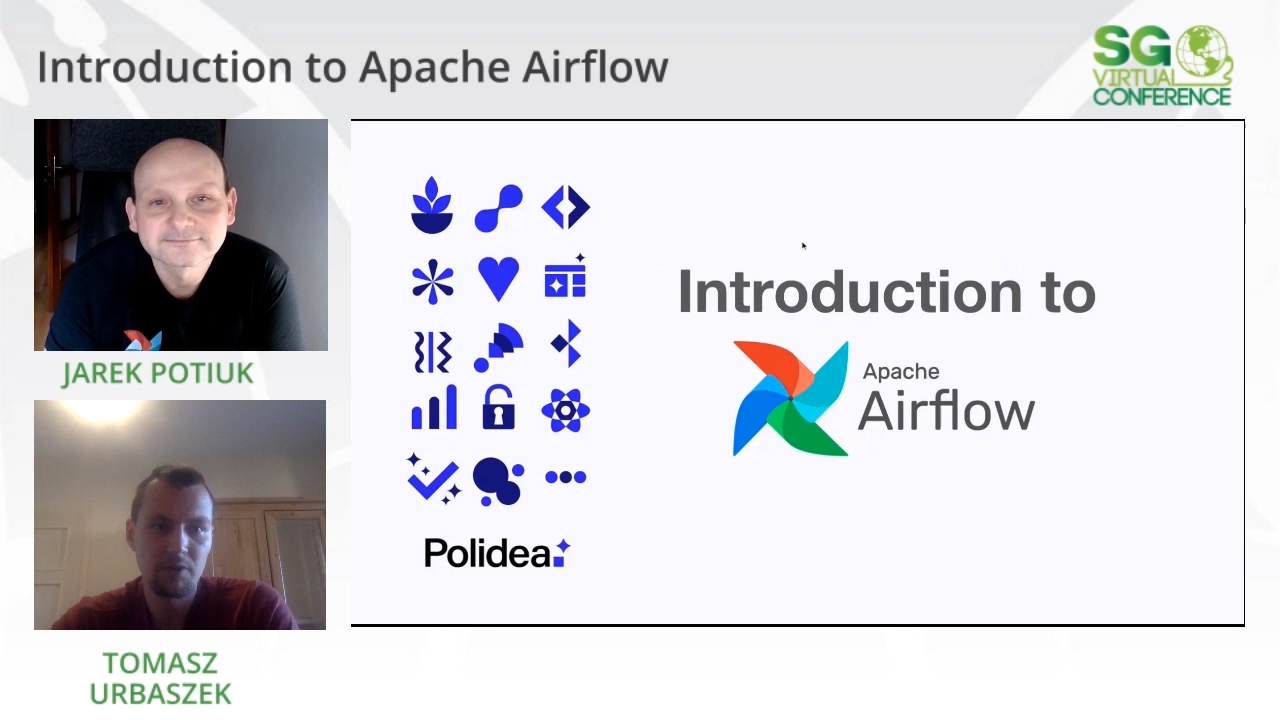 Introduction to Apache Airflow
SG
VIRTUAL
CONFERENCE
JAREK POTIUK
TOMASZ
URBASZEK
Introduction to
Apache
Airflow
Polidea